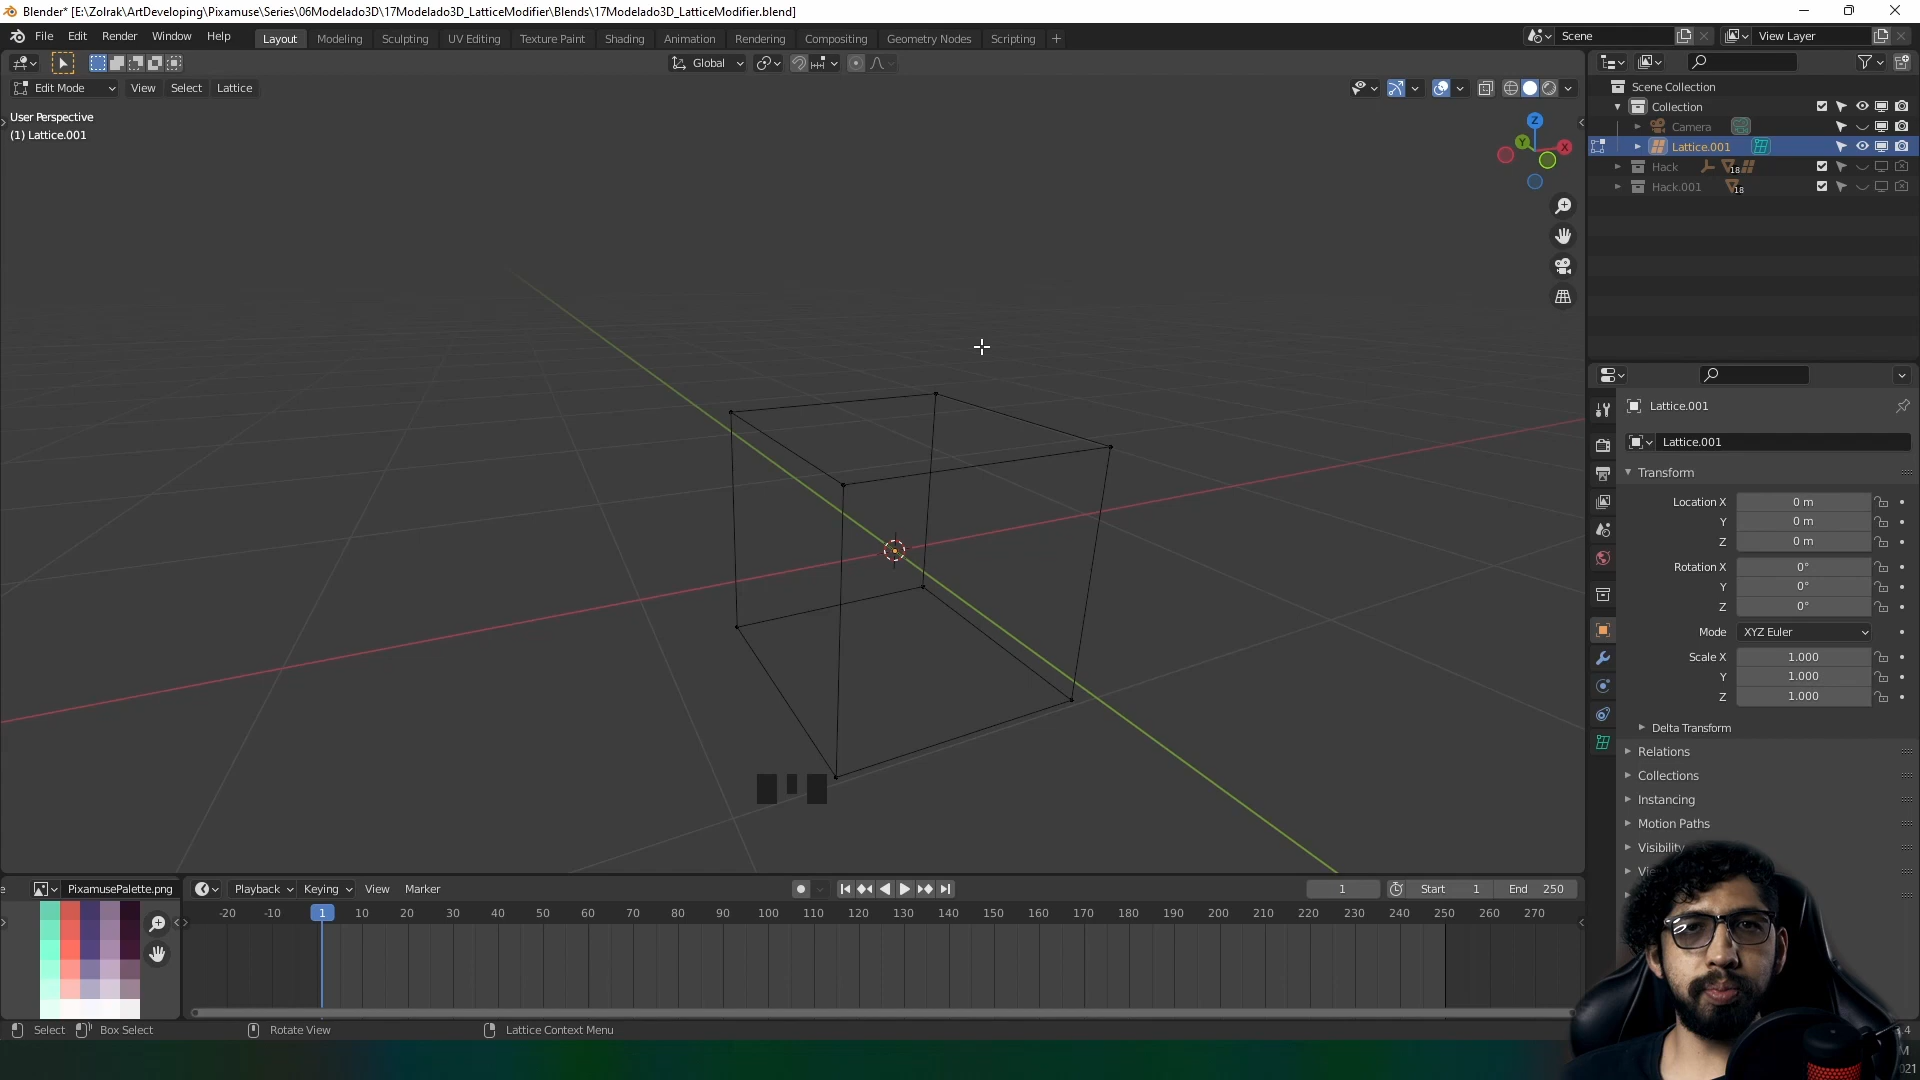 Blender* [E:\Zolrak\ArtDeveloping\Pixamuse\Series\06Modelado3D\17Modelado3D_LatticeModifier\Blends\17Modelado3D_LatticeModifier.blend]
File Edit Render Window Help Layout Modeling Sculpting UV Editing Texture Paint Shading Animation Rendering Compositing Geometry Nodes Scripting + Scene View Layer
Global
Edit Mode View Select Lattice
User Perspective
(1) Lattice.001
Z
Y
X
Scene Collection
Collection
Camera
Lattice.001
Hack 18
Hack.001 18
Lattice.001
Lattice.001
Transform
Location X 0 m
Y 0 m
Z 0 m
Rotation X 0°
Y 0°
Z 0°
Mode XYZ Euler
Scale X 1.000
Y 1.000
Z 1.000
Delta Transform
Relations
Collections
Instancing
Motion Paths
Visibility
PixamusePalette.png Playback Keying View Marker 1 Start 1 End 250
-20 -10 1 10 20 30 40 50 60 70 80 90 100 110 120 130 140 150 160 170 180 190 200 210 220 230 240 250 260 270
Select Box Select Rotate View Lattice Context Menu